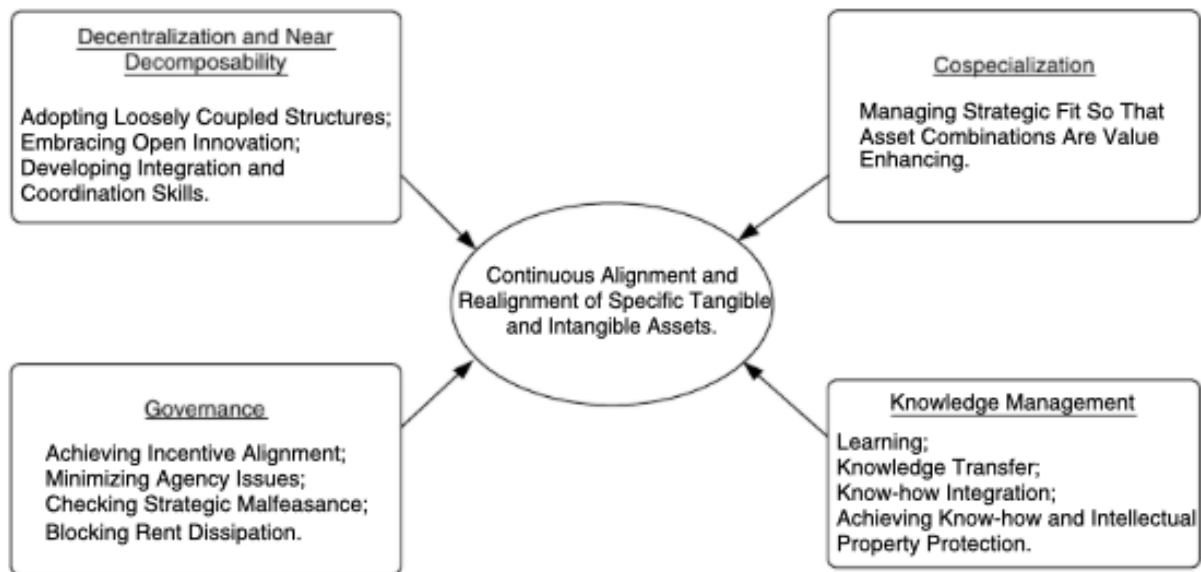 Decentralization and Near
Decomposability
Adopting Loosely Coupled Structures;
Embracing Open Innovation;
Developing Integration and
Coordination Skills.
Cospecialization
Managing Strategic Fit So That
Asset Combinations Are Value
Enhancing.
Continuous Alignment and
Realignment of Specific Tangible
and Intangible Assets.
Governance
Achieving Incentive Alignment;
Minimizing Agency Issues;
Checking Strategic Malfeasance;
Blocking Rent Dissipation.
Knowledge Management
Learning;
Knowledge Transfer;
Know-how Integration;
Achieving Know-how and Intellectual
Property Protection.